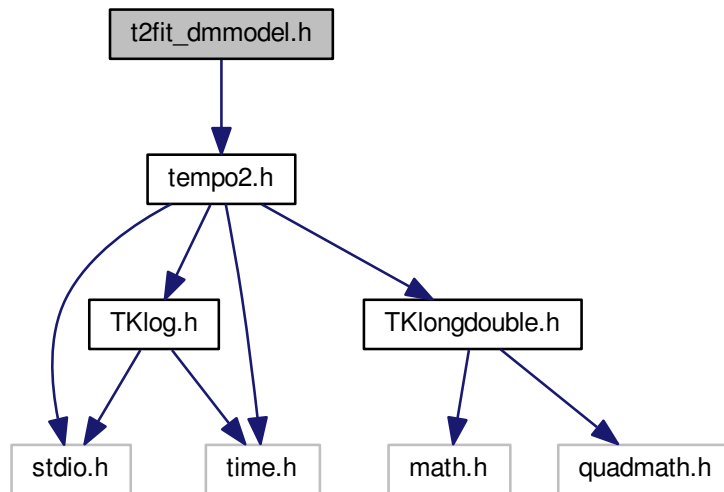 t2fit_dmmodel.h
tempo2.h
TKlog.h
TKlongdouble.h
stdio.h
time.h
math.h
quadmath.h